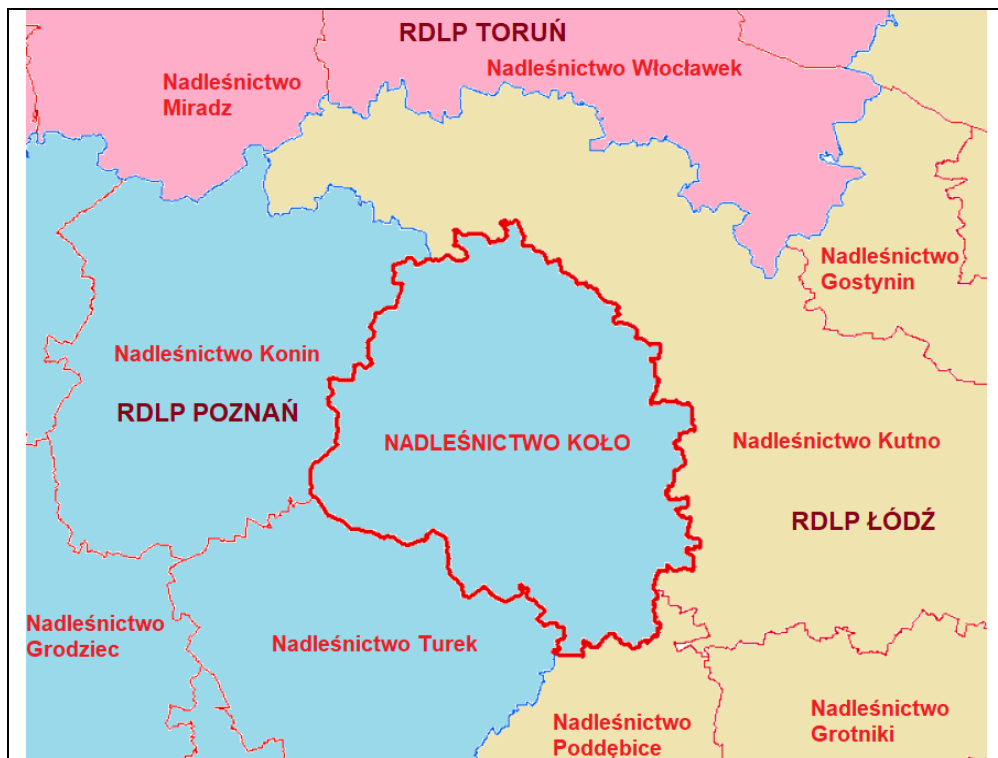 RDLP TORUŃ
Nadleśnictwo Włocławek
Nadleśnictwo
Miradz
Nadleśnictwo
Gostynin
Nadleśnictwo Konin
RDLP POZNAŃ
NADLEŚNICTWO KOŁO
Nadleśnictwo Kutno
RDLP ŁÓDŹ
Nadleśnictwo
Grodziec
Nadleśnictwo Turek
Nadleśnictwo
Poddębice
Nadleśnictwo
Grotniki